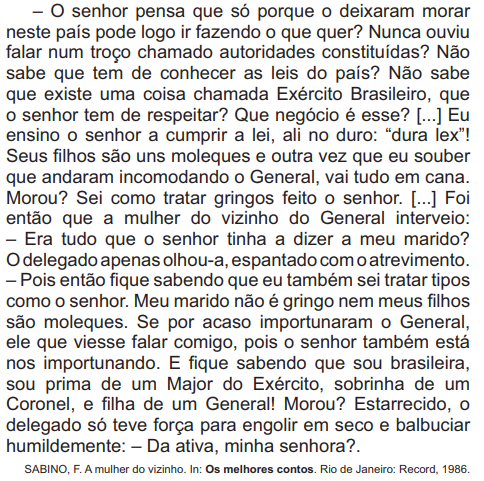 – O senhor pensa que só porque o deixaram morar
neste país pode logo ir fazendo o que quer? Nunca ouviu
falar num troço chamado autoridades constituídas? Não
sabe que tem de conhecer as leis do país? Não sabe
que existe uma coisa chamada Exército Brasileiro, que
o senhor tem de respeitar? Que negócio é esse? [...] Eu
ensino o senhor a cumprir a lei, ali no duro: “dura lex”!
Seus filhos são uns moleques e outra vez que eu souber
que andaram incomodando o General, vai tudo em cana.
Morou? Sei como tratar gringos feito o senhor. [...] Foi
então que a mulher do vizinho do General interveio:
– Era tudo que o senhor tinha a dizer a meu marido?
O delegado apenas olhou-a, espantado com o atrevimento.
– Pois então fique sabendo que eu também sei tratar tipos
como o senhor. Meu marido não é gringo nem meus filhos
são moleques. Se por acaso importunaram o General,
ele que viesse falar comigo, pois o senhor também está
nos importunando. E fique sabendo que sou brasileira,
sou prima de um Major do Exército, sobrinha de um
Coronel, e filha de um General! Morou? Estarrecido, o
delegado só teve força para engolir em seco e balbuciar
humildemente: – Da ativa, minha senhora?.
SABINO, F. A mulher do vizinho. In: Os melhores contos. Rio de Janeiro: Record, 1986.